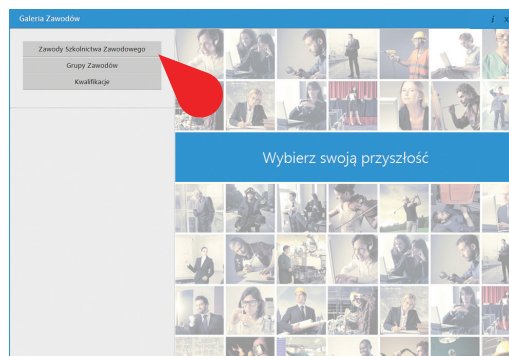 Galeria Zawodów
i x
Zawody Szkolnictwa Zawodowego
Grupy Zawodów
Kwalifikacje
Wybierz swoją przyszłość